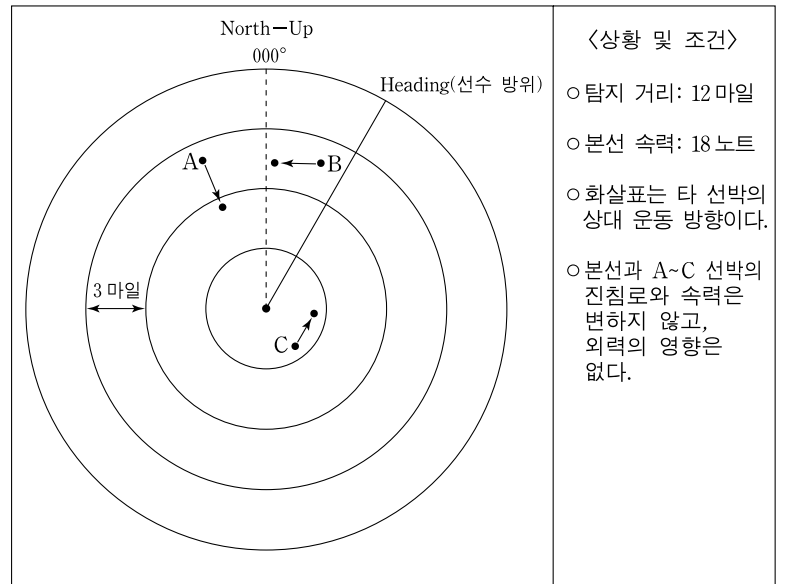 North-Up
000°
Heading(선수 방위)
A
B
3 마일
C
〈상황 및 조건〉
○ 탐지 거리: 12 마일
○ 본선 속력: 18 노트
○ 화살표는 타 선박의
상대 운동 방향이다.
○ 본선과 A~C 선박의
진침로와 속력은
변하지 않고,
외력의 영향은
없다.